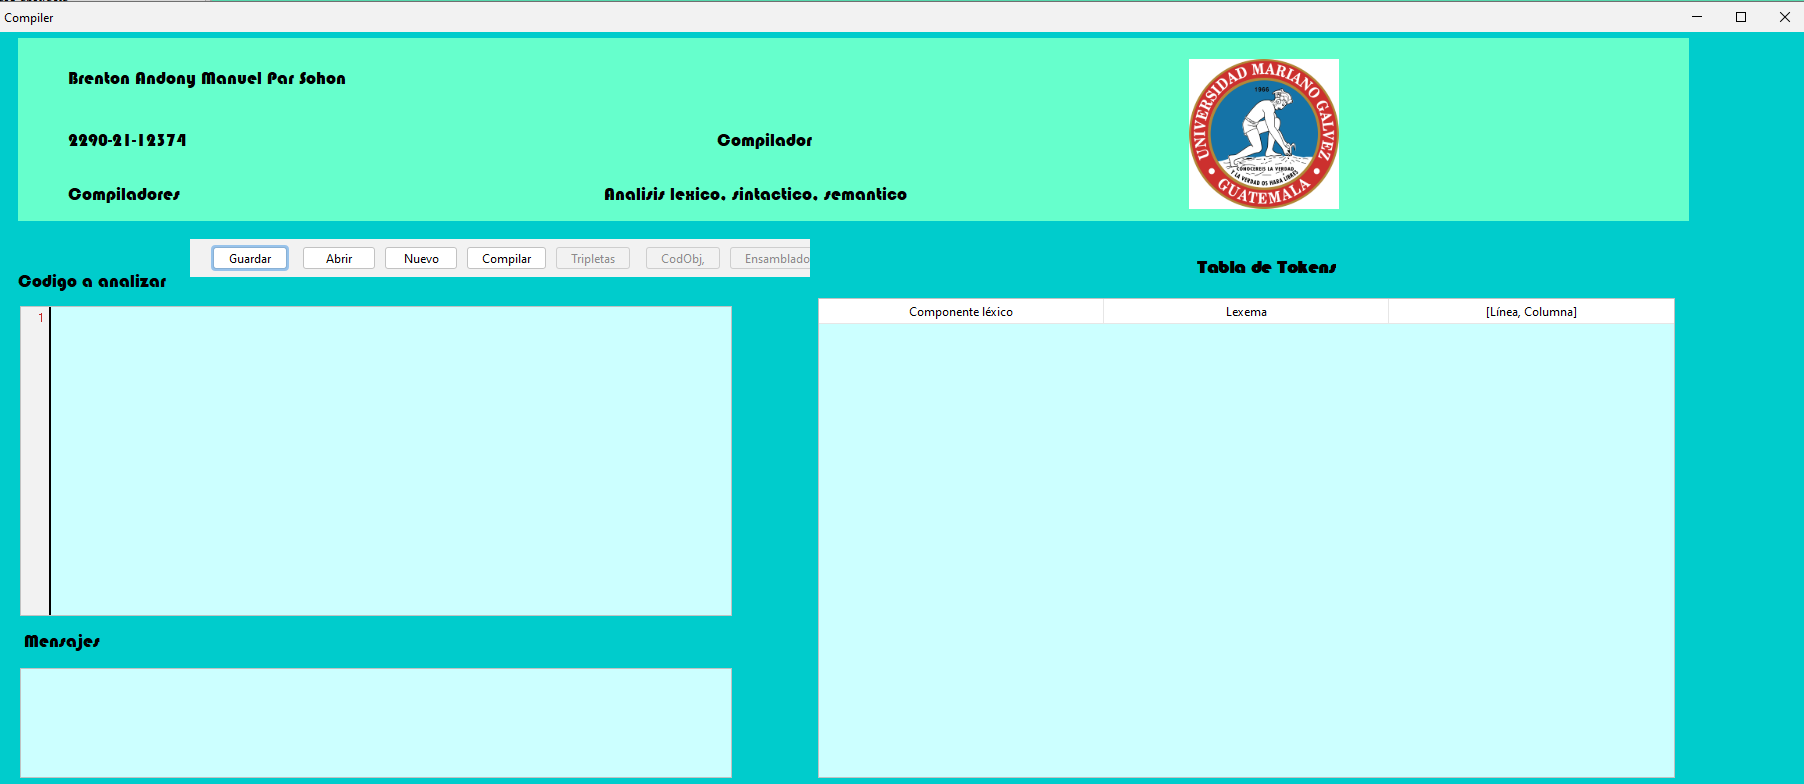 Compiler
Brenton Andony Manuel Par Sohon
2290-21-12374
Compilador
Compiladores
Analisis lexico, sintactico, semantico
UNIVERSIDAD MARIANO GALVEZ
1966
CONOCEREIS LA VERDAD
Y LA VERDAD OS HARA LIBRES
GUATEMALA
Guardar
Abrir
Nuevo
Compilar
Tripletas
CodObj,
Ensamblado
Codigo a analizar
1
Tabla de Tokens
Componente léxico
Lexema
[Línea, Columna]
Mensajes